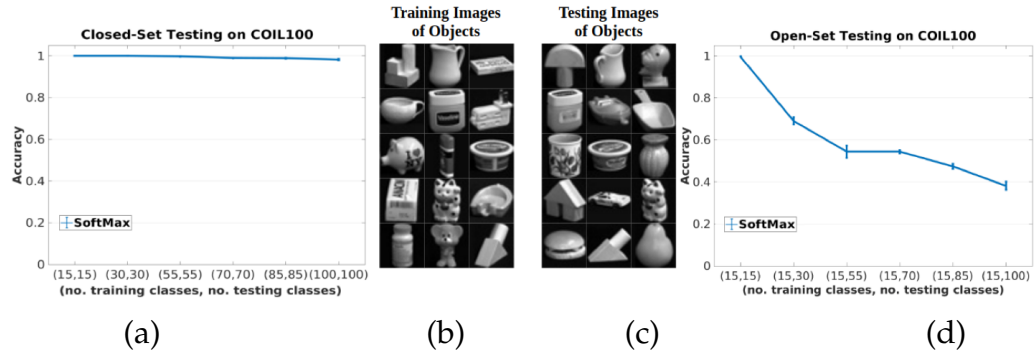 Closed-Set Testing on COIL100
Accuracy
1
0.8
0.6
0.4
0.2
0
SoftMax
(15,15) (30,30) (55,55) (70,70) (85,85) (100,100)
(no. training classes, no. testing classes)
(a)
Training Images
of Objects
(b)
Testing Images
of Objects
(c)
Open-Set Testing on COIL100
Accuracy
1
0.8
0.6
0.4
0.2
0
SoftMax
(15,15) (15,30) (15,55) (15,70) (15,85) (15,100)
(no. training classes, no. testing classes)
(d)